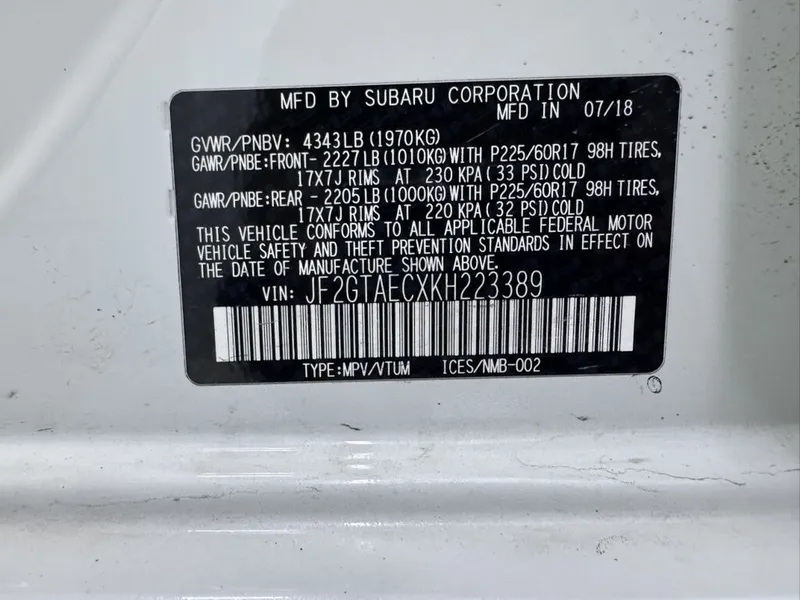 MFD BY SUBARU CORPORATION
MFD IN 07/18
GVWR/PNBV: 4343LB (1970KG)
GAWR/PNBE:FRONT- 2227LB (1010KG)WITH P225/60R17 98H TIRES,
17X7J RIMS AT 230 KPA( 33 PSI)COLD
GAWR/PNBE:REAR - 2205LB (1000KG)WITH P225/60R17 98H TIRES,
17X7J RIMS AT 220 KPA( 32 PSI)COLD
THIS VEHICLE CONFORMS TO ALL APPLICABLE FEDERAL MOTOR
VEHICLE SAFETY AND THEFT PREVENTION STANDARDS IN EFFECT ON
THE DATE OF MANUFACTURE SHOWN ABOVE.
VIN: JF2GTAECXKH223389
TYPE:MPV/VTUM ICES/NMB-002